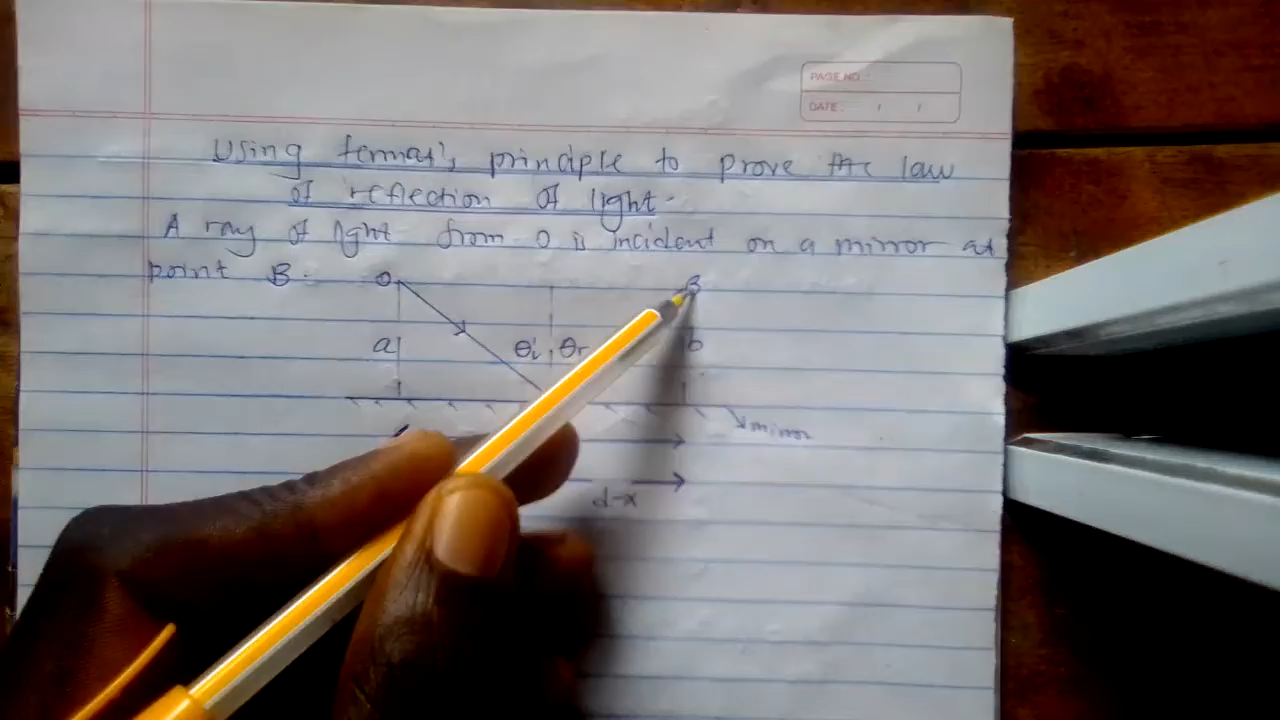 PAGE NO.:
DATE: / /
Using fermat's principle to prove the law
of reflection of light.
A ray of light from O is incident on a mirror at
point B.
O B
a θi θr b
mirror
d-x